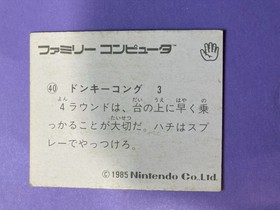 ファミリー コンピュータ
㊵ ドンキーコング 3
4ラウンドは、台の上に早く乗
っかることが大切だ。ハチはスプ
レーでやっつけろ。
©1985 Nintendo Co.,Ltd.